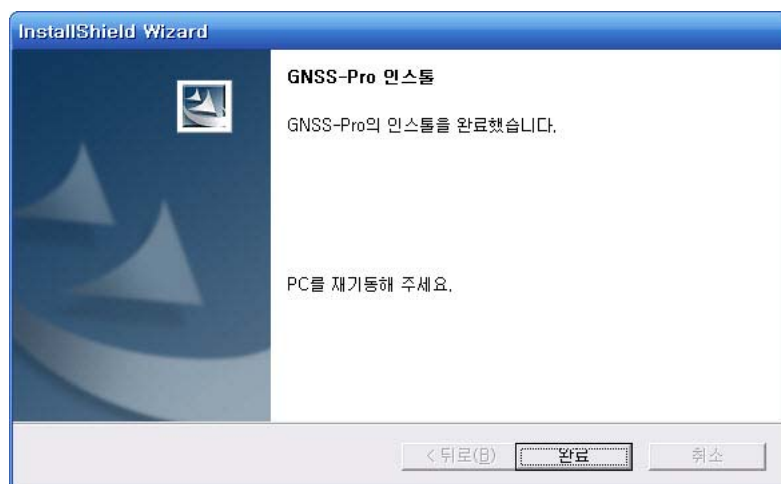 InstallShield Wizard
GNSS-Pro 인스톨
GNSS-Pro의 인스톨을 완료했습니다.
PC를 재기동해 주세요.
< 뒤로(B) 완료 취소